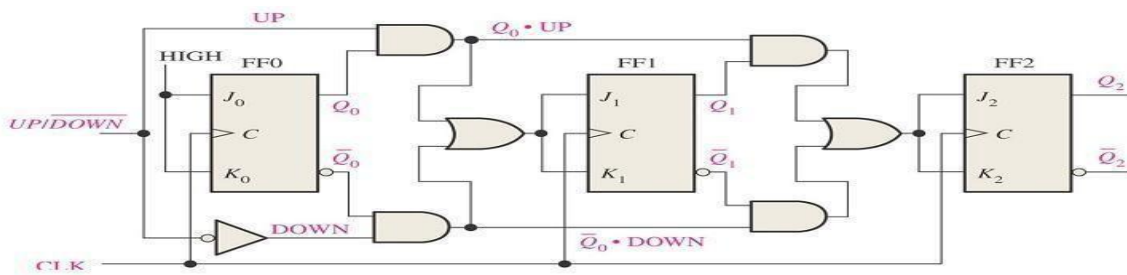 UP
Q₀ • UP
HIGH
FF0
FF1
FF2
J₀
Q₀
J₁
Q₁
J₂
Q₂
UP/D̅O̅W̅N̅
C
C
C
Q̅₀
Q̅₁
Q̅₂
K₀
K₁
K₂
DOWN
Q̅₀ • DOWN
CLK